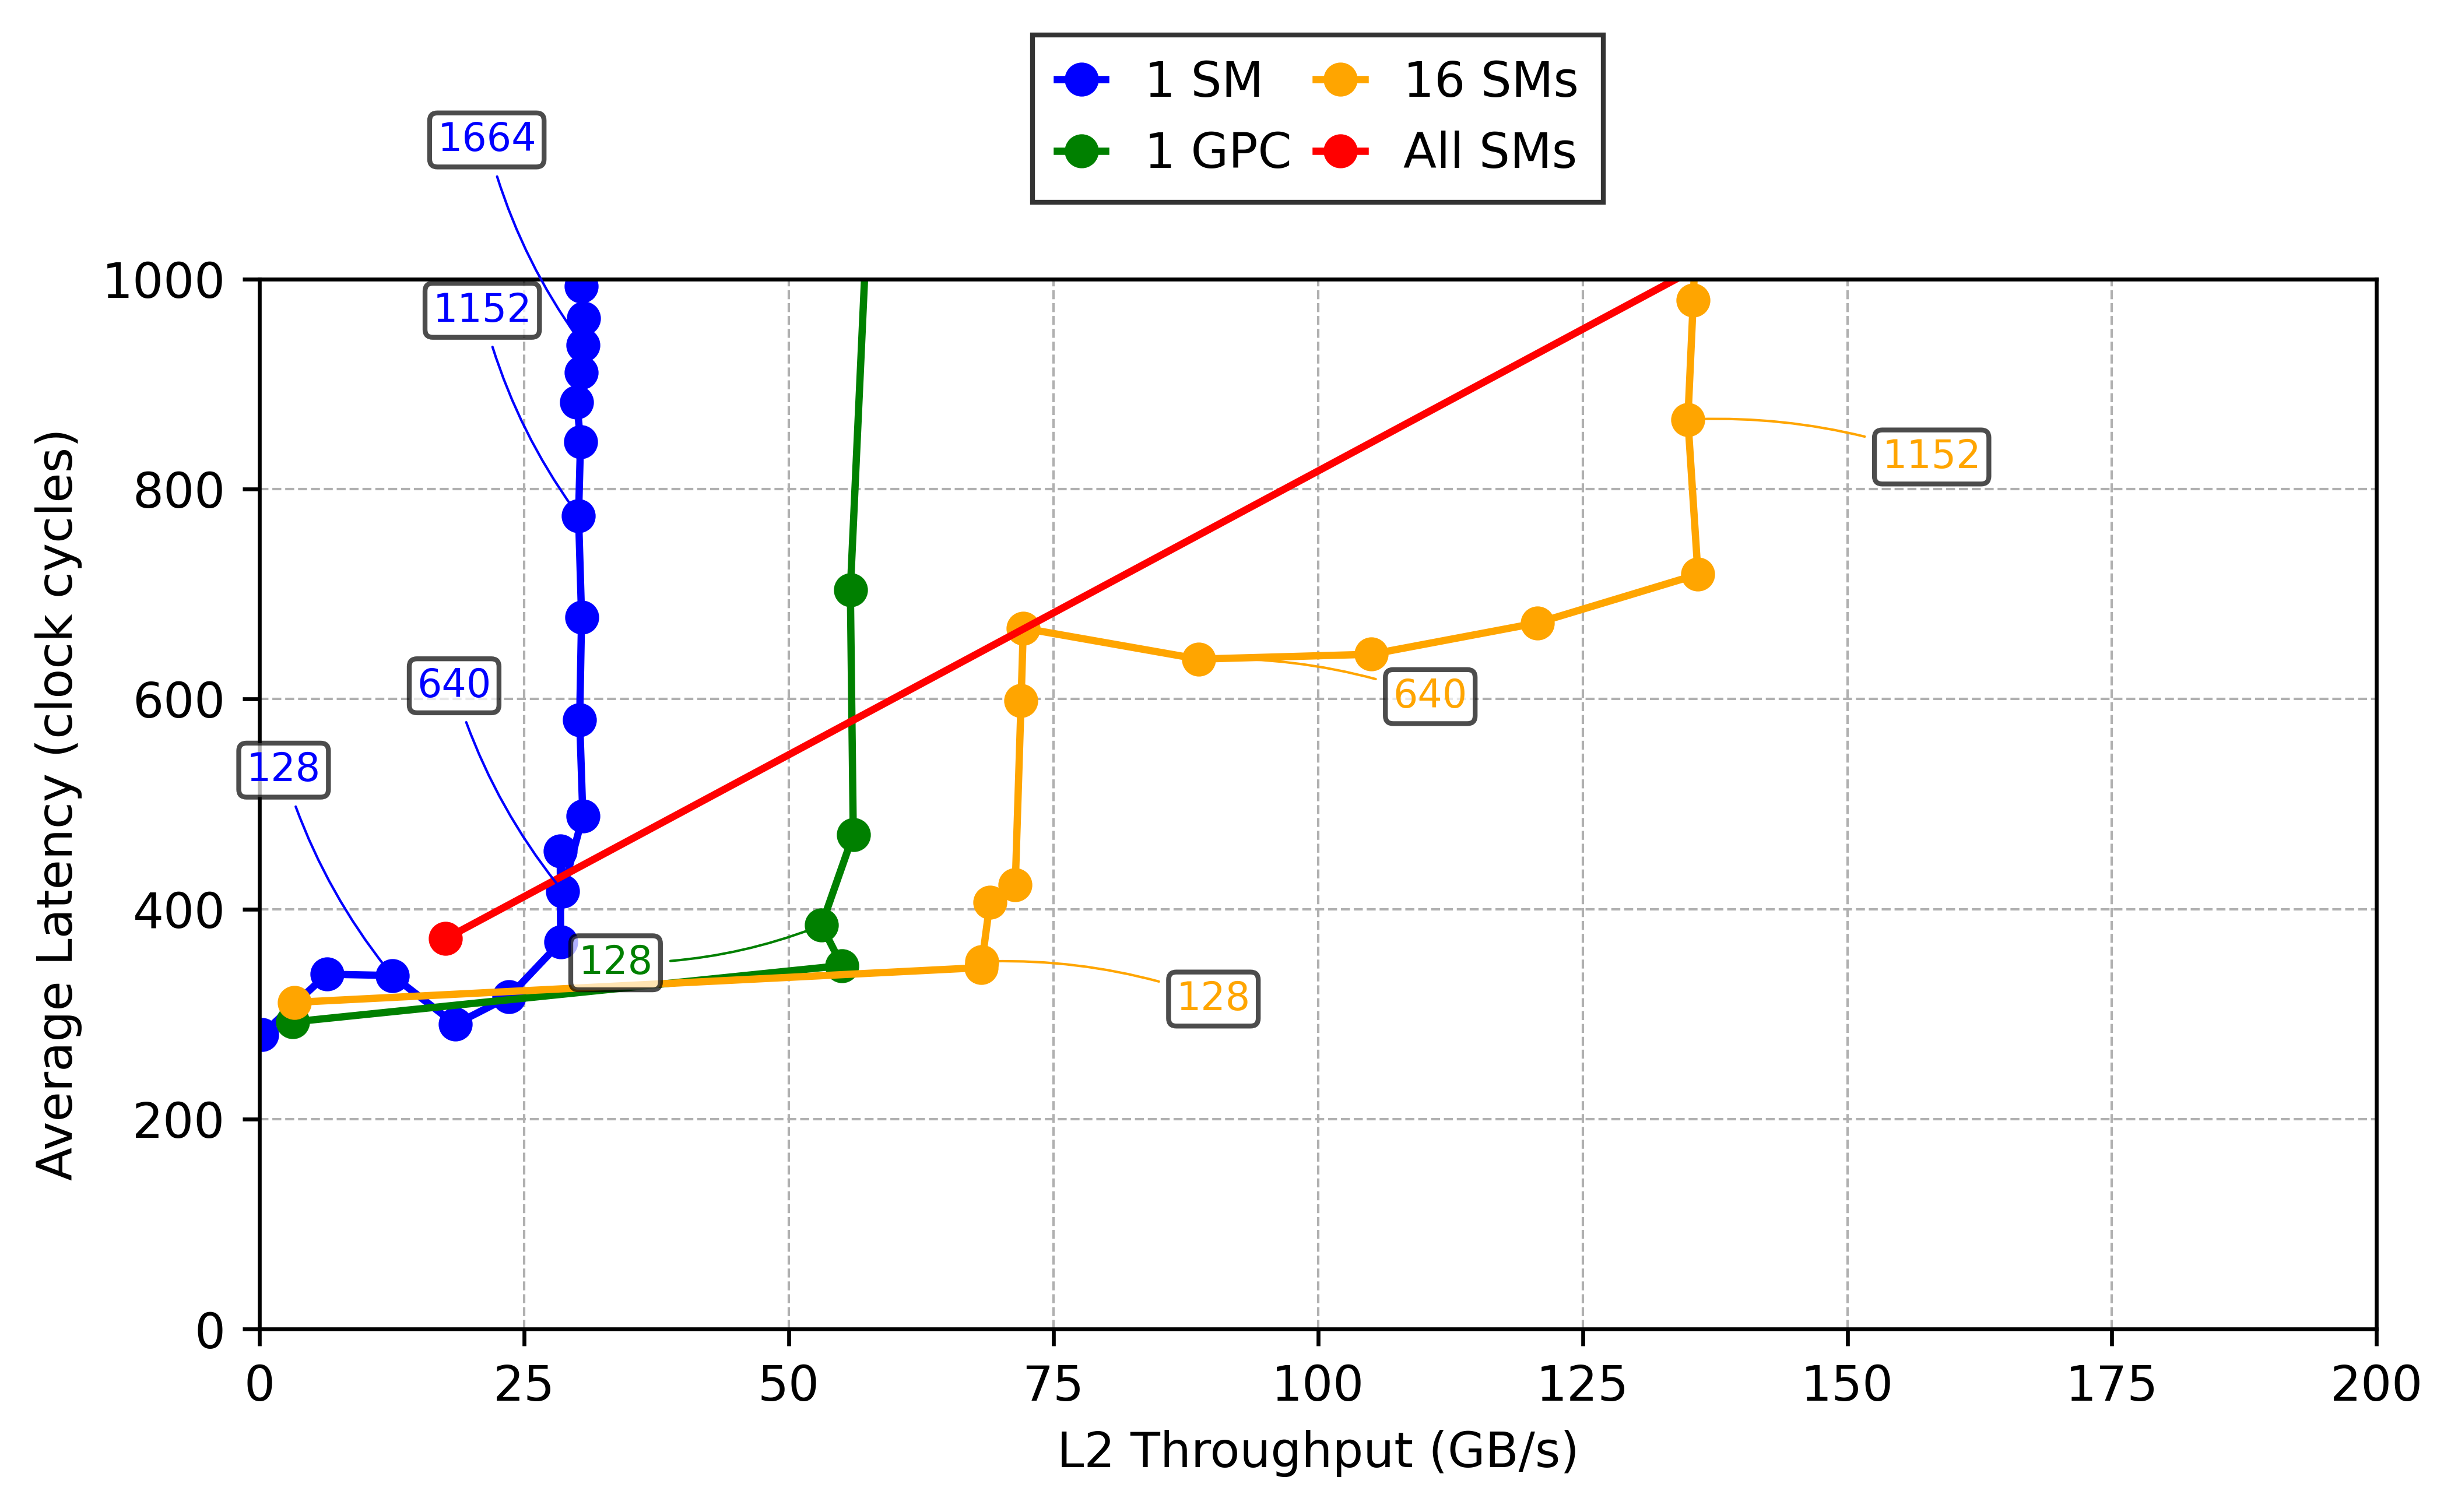 1 SM
16 SMs
1 GPC
All SMs
1664
1152
640
128
128
128
640
1152
1000
800
600
400
200
0
Average Latency (clock cycles)
0 25 50 75 100 125 150 175 200
L2 Throughput (GB/s)